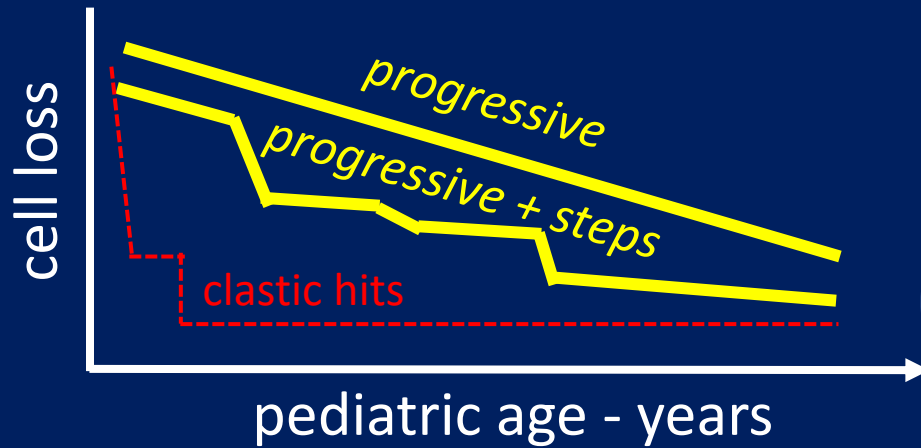 cell loss
progressive
progressive + steps
clastic hits
pediatric age - years